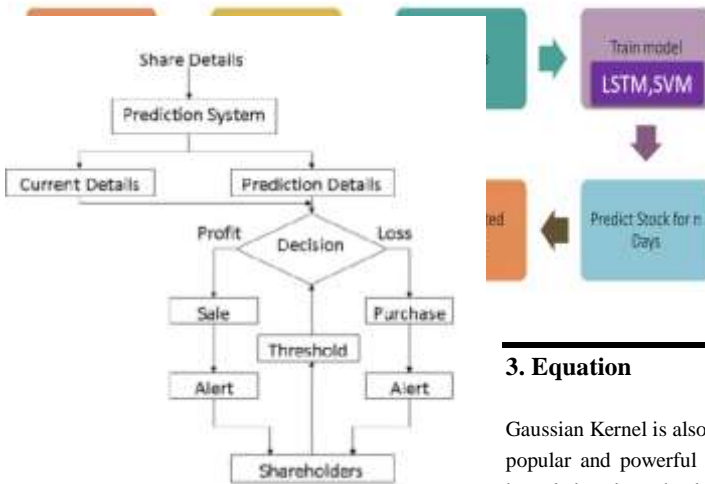 Share Details
Prediction System
Current Details
Prediction Details
Profit
Decision
Loss
Sale
Purchase
Threshold
Alert
Alert
Shareholders
Train model
LSTM,SVM
Predict Stock for n
Days
3. Equation
Gaussian Kernel is also
popular and powerful